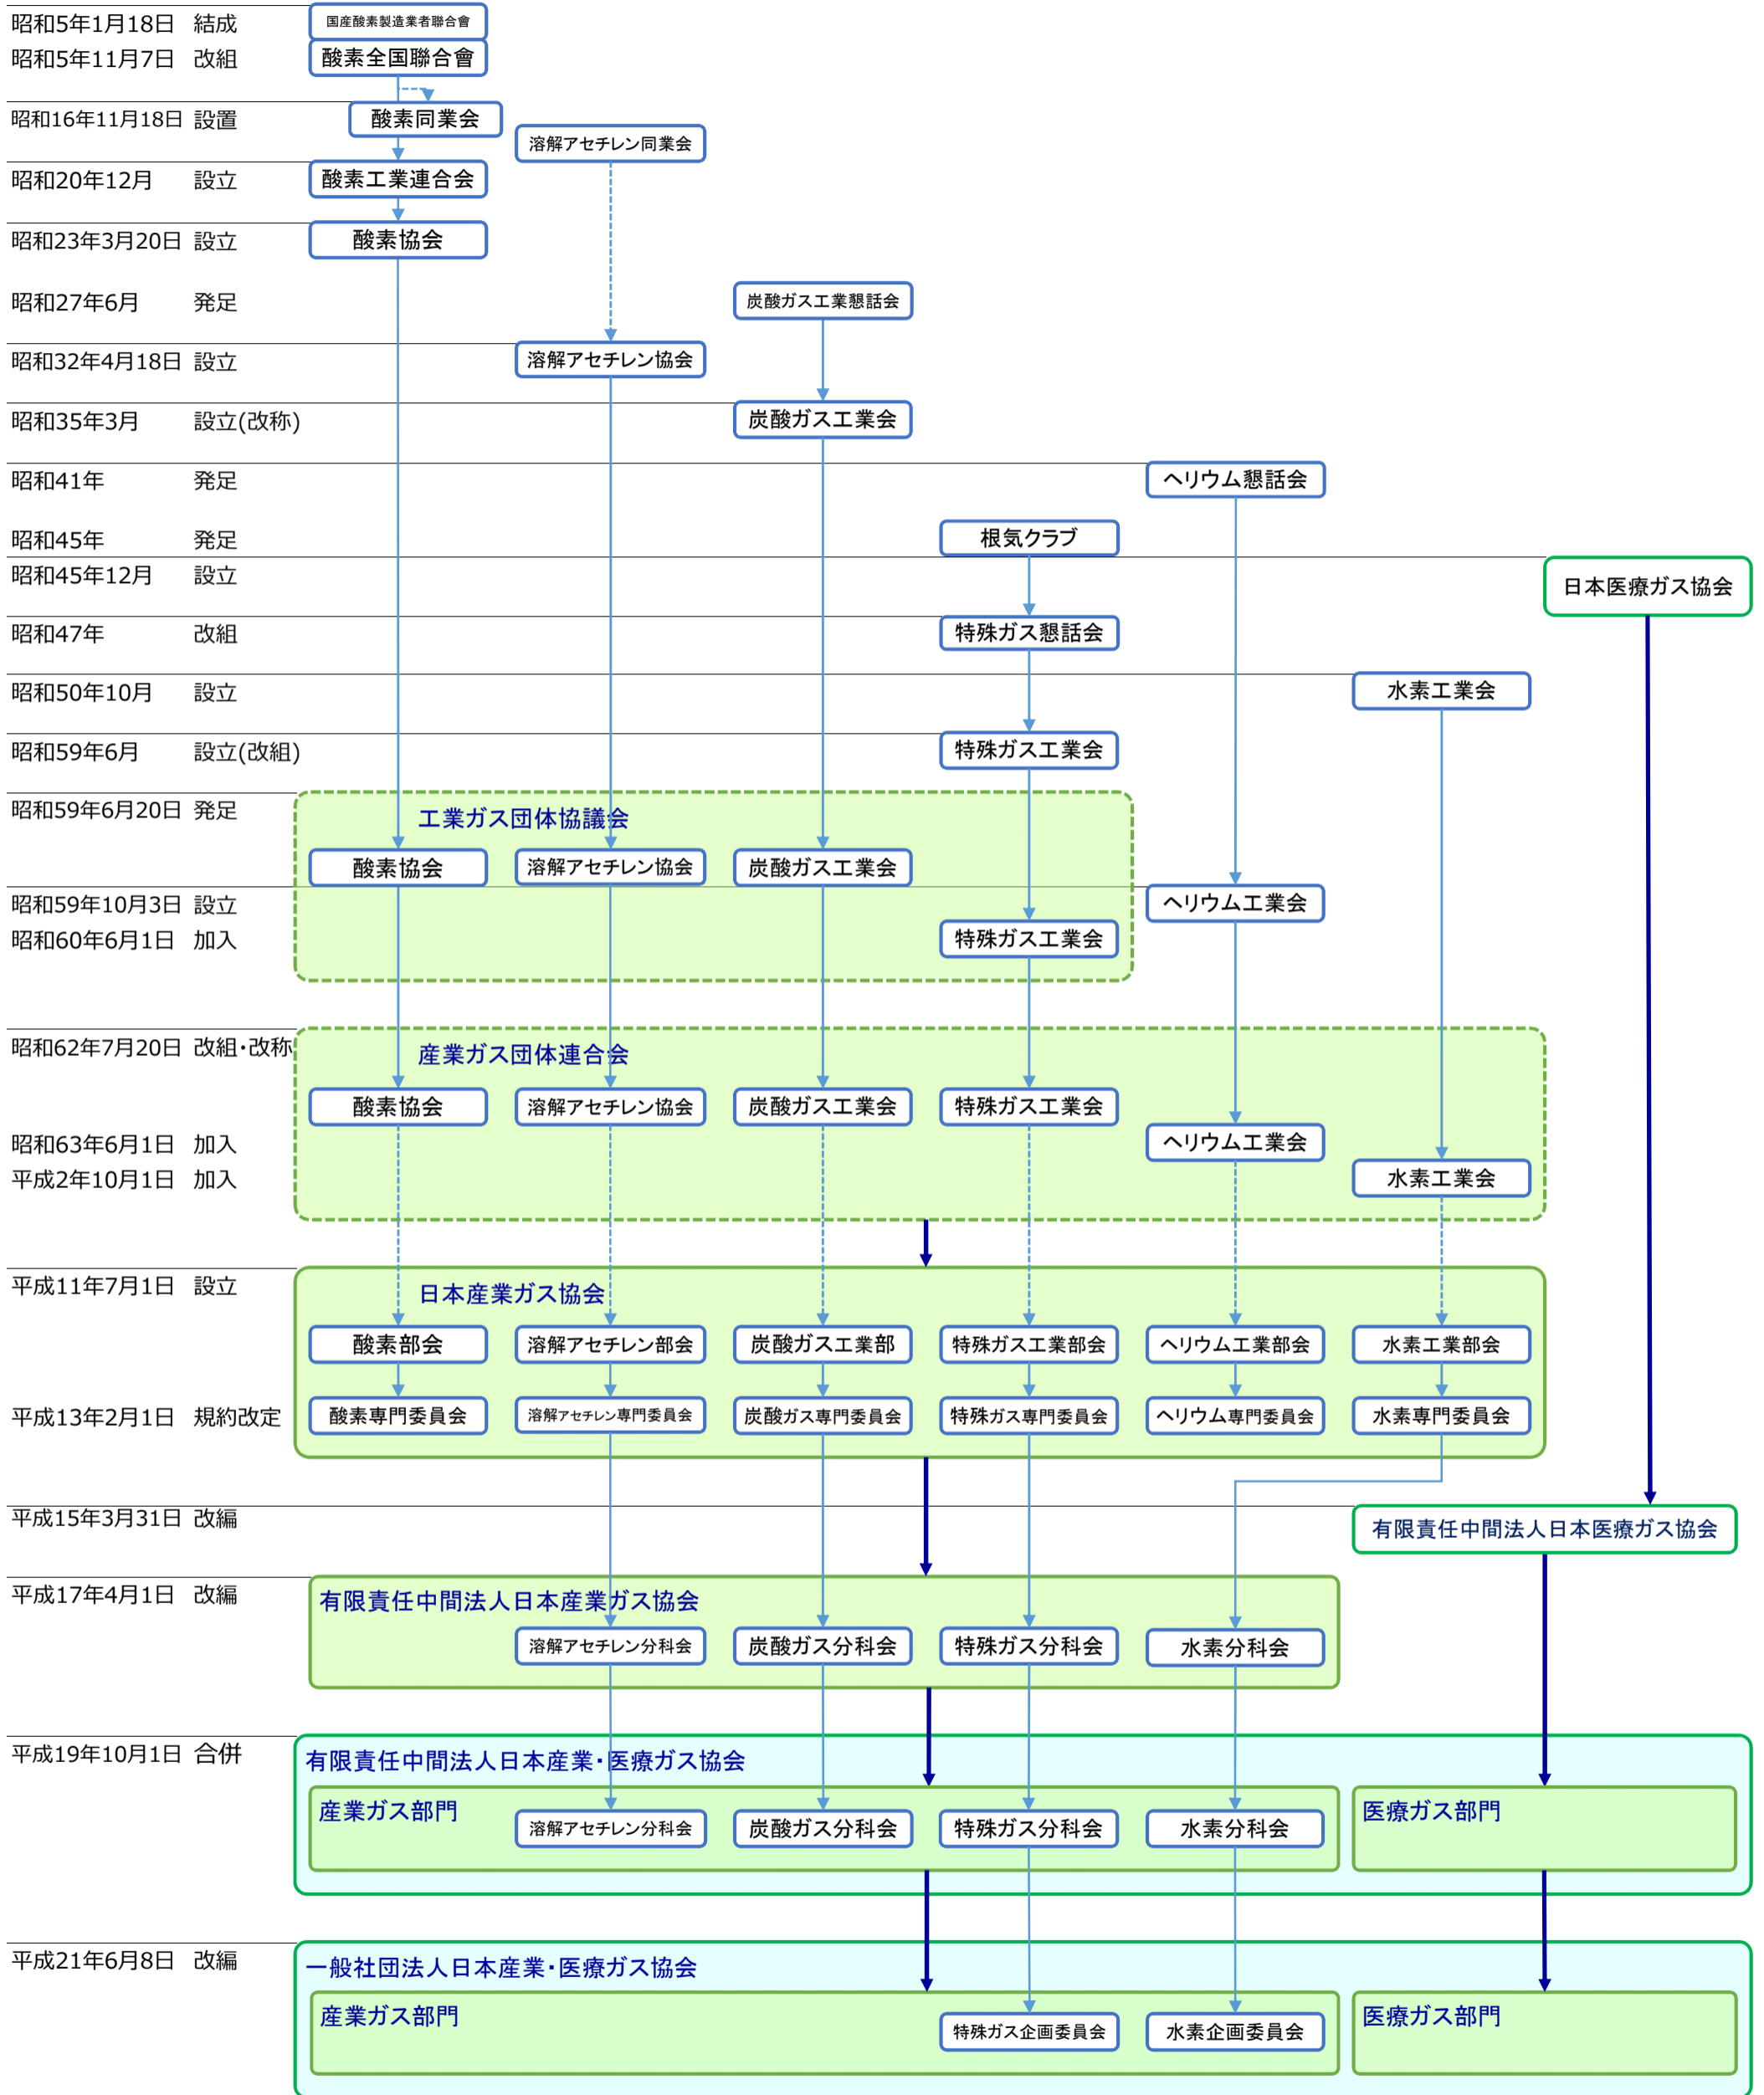 昭和5年1月18日 結成 国産酸素製造業者聯合會
昭和5年11月7日 改組 酸素全国聯合會
昭和16年11月18日 設置 酸素同業会
溶解アセチレン同業会
昭和20年12月 設立 酸素工業連合会
昭和23年3月20日 設立 酸素協会
昭和27年6月 発足 炭酸ガス工業懇話会
昭和32年4月18日 設立 溶解アセチレン協会
昭和35年3月 設立(改称) 炭酸ガス工業会
昭和41年 発足 ヘリウム懇話会
昭和45年 発足 根気クラブ
昭和45年12月 設立 日本医療ガス協会
昭和47年 改組 特殊ガス懇話会
昭和50年10月 設立 水素工業会
昭和59年6月 設立(改組) 特殊ガス工業会
昭和59年6月20日 発足 工業ガス団体協議会
酸素協会 溶解アセチレン協会 炭酸ガス工業会
昭和59年10月3日 設立 ヘリウム工業会
昭和60年6月1日 加入 特殊ガス工業会
昭和62年7月20日 改組・改称 産業ガス団体連合会
酸素協会 溶解アセチレン協会 炭酸ガス工業会 特殊ガス工業会
昭和63年6月1日 加入 ヘリウム工業会
平成2年10月1日 加入 水素工業会
平成11年7月1日 設立 日本産業ガス協会
酸素部会 溶解アセチレン部会 炭酸ガス工業部 特殊ガス工業部会 ヘリウム工業部会 水素工業部会
平成13年2月1日 規約改定 酸素専門委員会 溶解アセチレン専門委員会 炭酸ガス専門委員会 特殊ガス専門委員会 ヘリウム専門委員会 水素専門委員会
平成15年3月31日 改編 有限責任中間法人日本医療ガス協会
平成17年4月1日 改編 有限責任中間法人日本産業ガス協会
溶解アセチレン分科会 炭酸ガス分科会 特殊ガス分科会 水素分科会
平成19年10月1日 合併 有限責任中間法人日本産業・医療ガス協会
産業ガス部門 医療ガス部門
溶解アセチレン分科会 炭酸ガス分科会 特殊ガス分科会 水素分科会
平成21年6月8日 改編 一般社団法人日本産業・医療ガス協会
産業ガス部門 医療ガス部門
特殊ガス企画委員会 水素企画委員会